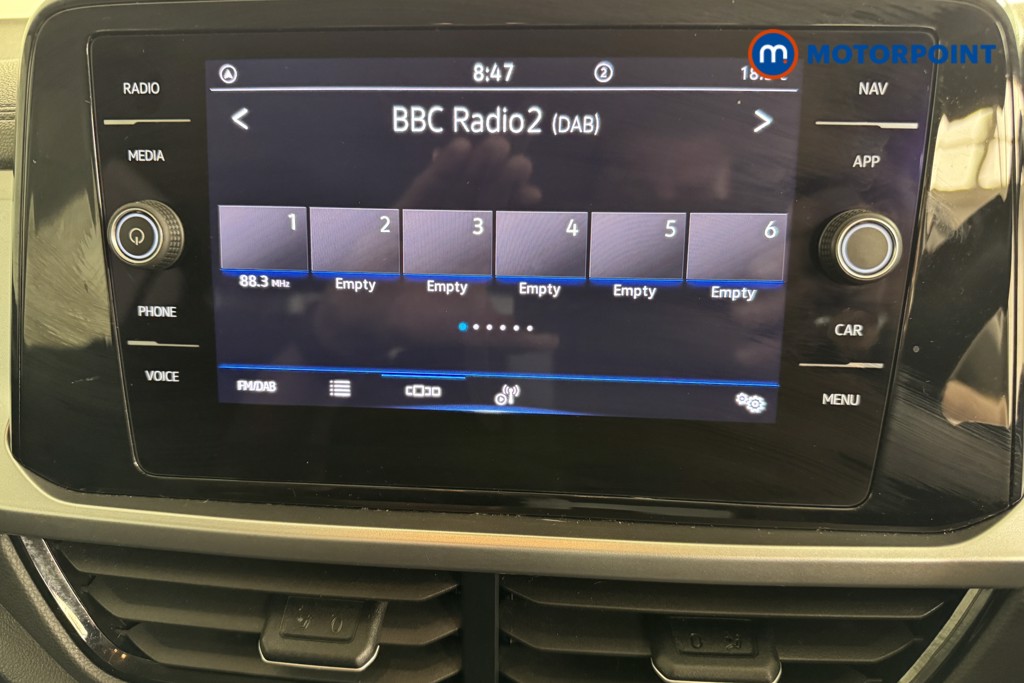 m MOTORPOINT
8:47 2
RADIO
NAV
BBC Radio2 (DAB)
MEDIA
APP
1 2 3 4 5 6
88.3 MHz Empty Empty Empty Empty Empty
PHONE
CAR
VOICE
FM/DAB
MENU